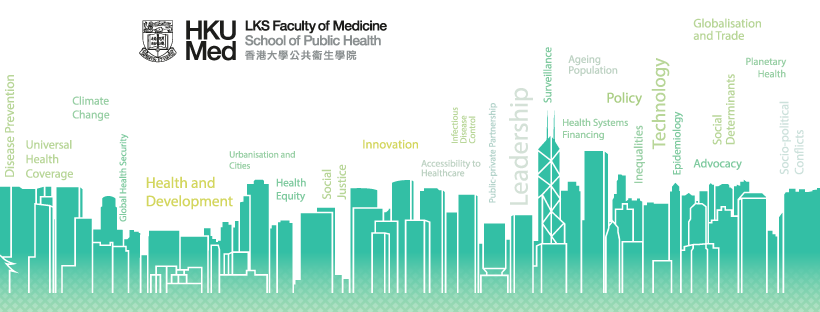 HKU
Med
LKS Faculty of Medicine
School of Public Health
香港大學公共衞生學院
Disease Prevention
Universal
Health
Coverage
Climate
Change
Global Health Security
Health and
Development
Urbanisation and
Cities
Health
Equity
Social
Justice
Innovation
Accessibility to
Healthcare
Infectious
Disease
Control
Public-private Partnership
Leadership
Surveillance
Ageing
Population
Health Systems
Financing
Policy
Inequalities
Technology
Epidemiology
Globalisation
and Trade
Social
Determinants
Advocacy
Planetary
Health
Socio-political
Conflicts